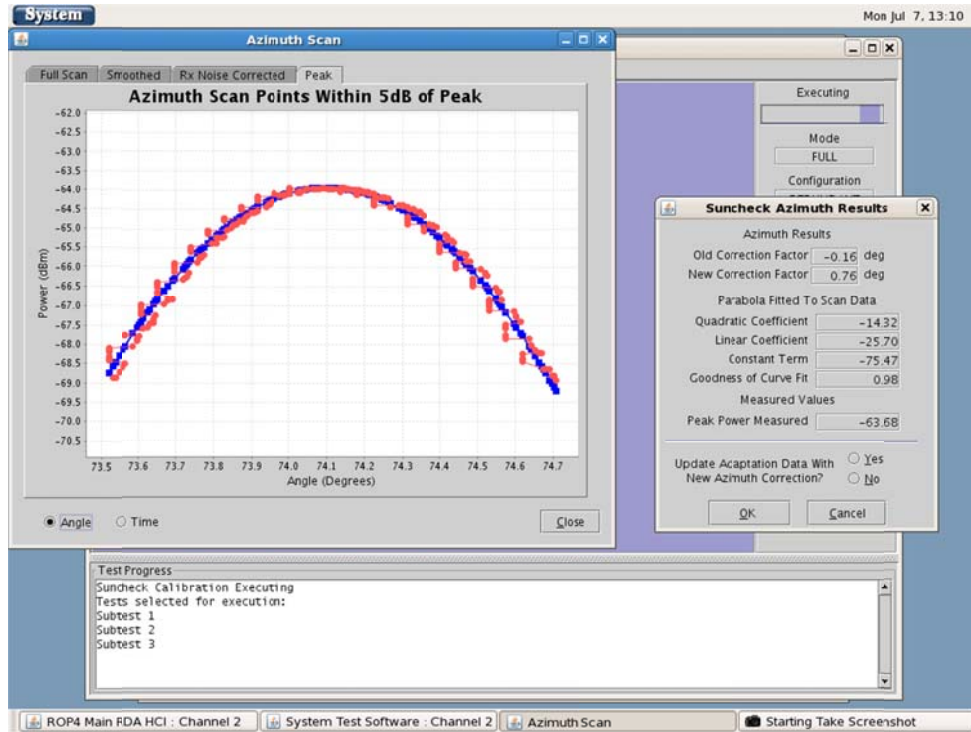 System
Mon Jul 7, 13:10
Azimuth Scan
Full Scan Smoothed Rx Noise Corrected Peak
Azimuth Scan Points Within 5dB of Peak
Power (dBm)
-62.0
-62.5
-63.0
-63.5
-64.0
-64.5
-65.0
-65.5
-66.0
-66.5
-67.0
-67.5
-68.0
-68.5
-69.0
-69.5
-70.0
-70.5
73.5 73.6 73.7 73.8 73.9 74.0 74.1 74.2 74.3 74.4 74.5 74.6 74.7
Angle (Degrees)
Angle Time Close
Executing
Mode
FULL
Configuration
Suncheck Azimuth Results
Azimuth Results
Old Correction Factor -0.16 deg
New Correction Factor 0.76 deg
Parabola Fitted To Scan Data
Quadratic Coefficient -14.32
Linear Coefficient -25.70
Constant Term -75.47
Goodness of Curve Fit 0.98
Measured Values
Peak Power Measured -63.68
Update Acaptation Data With
New Azimuth Correction?
Yes
No
OK Cancel
Test Progress
Suncheck Calibration Executing
Tests selected for execution:
Subtest 1
Subtest 2
Subtest 3
ROP4 Main RDA HCI : Channel 2 System Test Software : Channel 2 Azimuth Scan Starting Take Screenshot